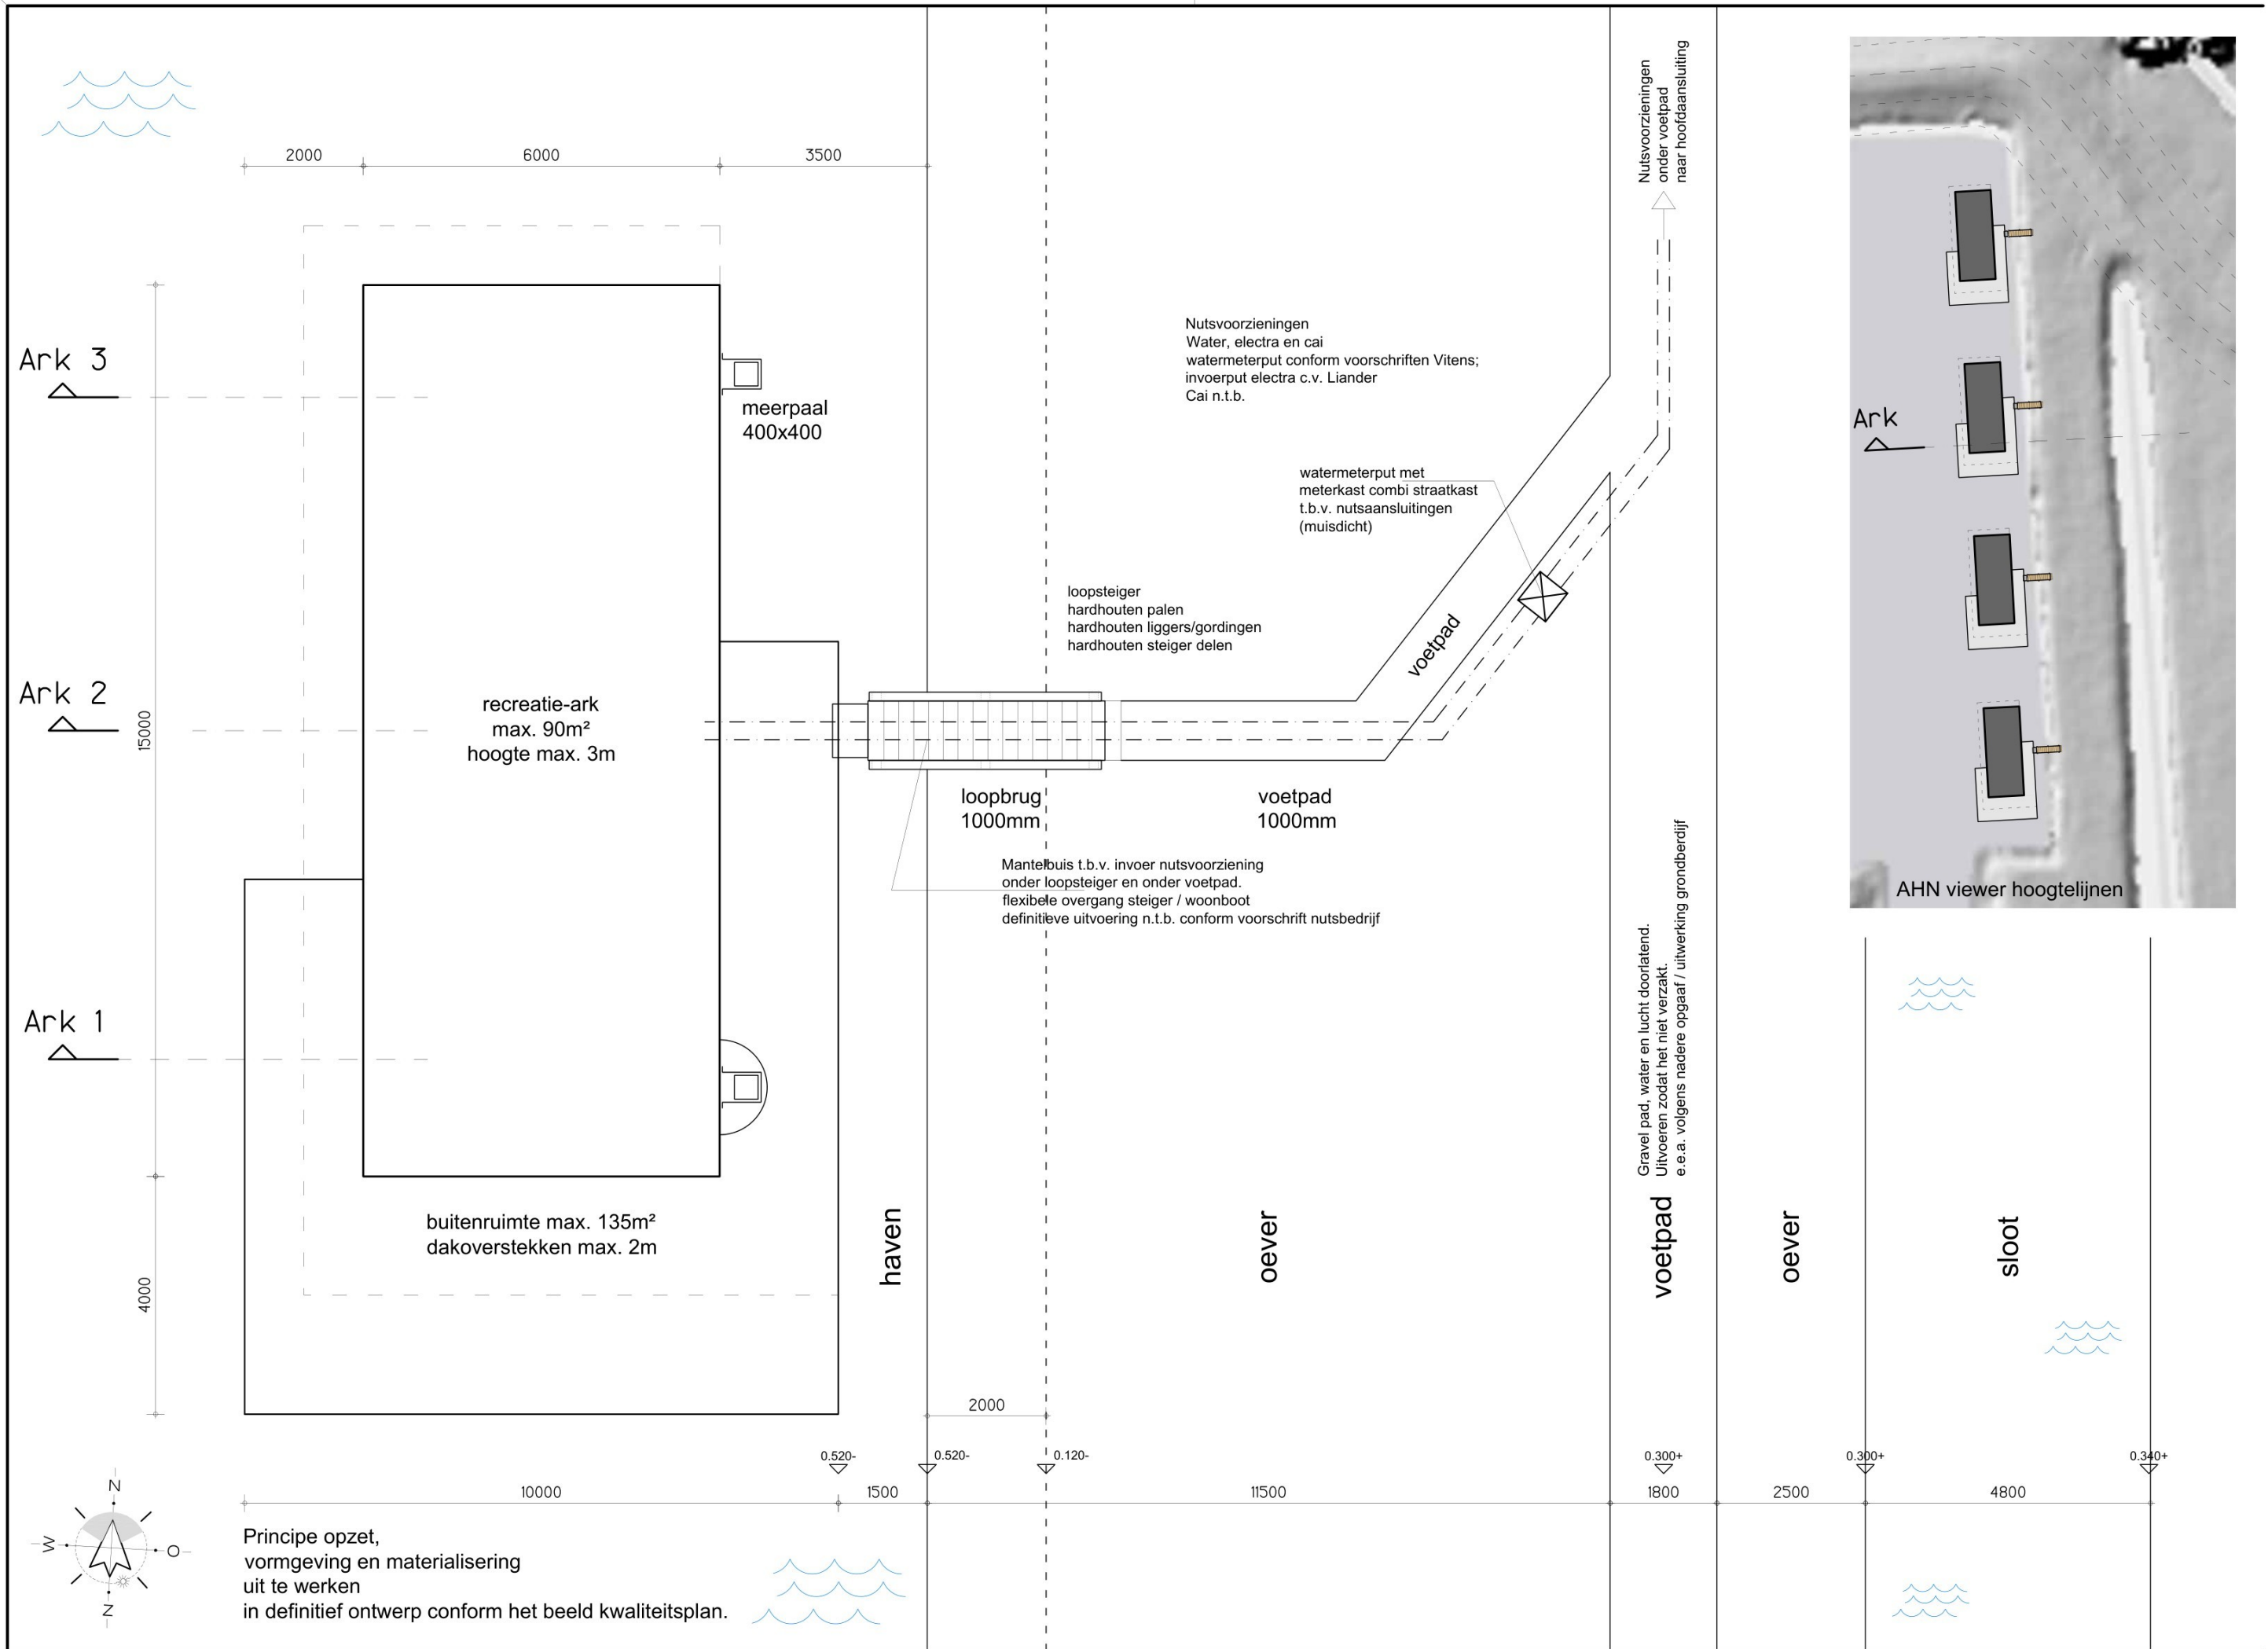 2000
6000
3500
Ark 3
Ark 2
Ark 1
15000
4000
meerpaal
400x400
recreatie-ark
max. 90m²
hoogte max. 3m
buitenruimte max. 135m²
dakoverstekken max. 2m
Nutsvoorzieningen
Water, electra en cai
watermeterput conform voorschriften Vitens;
invoerput electra c.v. Liander
Cai n.t.b.
watermeterput met
meterkast combi straatkast
t.b.v. nutsaansluitingen
(muisdicht)
loopsteiger
hardhouten palen
hardhouten liggers/gordingen
hardhouten steiger delen
voetpad
loopbrug
1000mm
voetpad
1000mm
Mantelbuis t.b.v. invoer nutsvoorziening
onder loopsteiger en onder voetpad.
flexibele overgang steiger / woonboot
definitieve uitvoering n.t.b. conform voorschrift nutsbedrijf
Nutsvoorzieningen
onder voetpad
naar hoofdaansluiting
Gravel pad, water en lucht doorlatend.
Uitvoeren zodat het niet verzakt.
e.e.a. volgens nadere opgaaf / uitwerking grondberdijf
Ark
AHN viewer hoogtelijnen
haven
oever
voetpad
oever
sloot
2000
0.520-
0.520-
0.120-
0.300+
0.300+
0.340+
10000
1500
11500
1800
2500
4800
N
W
O
Z
Principe opzet,
vormgeving en materialisering
uit te werken
in definitief ontwerp conform het beeld kwaliteitsplan.